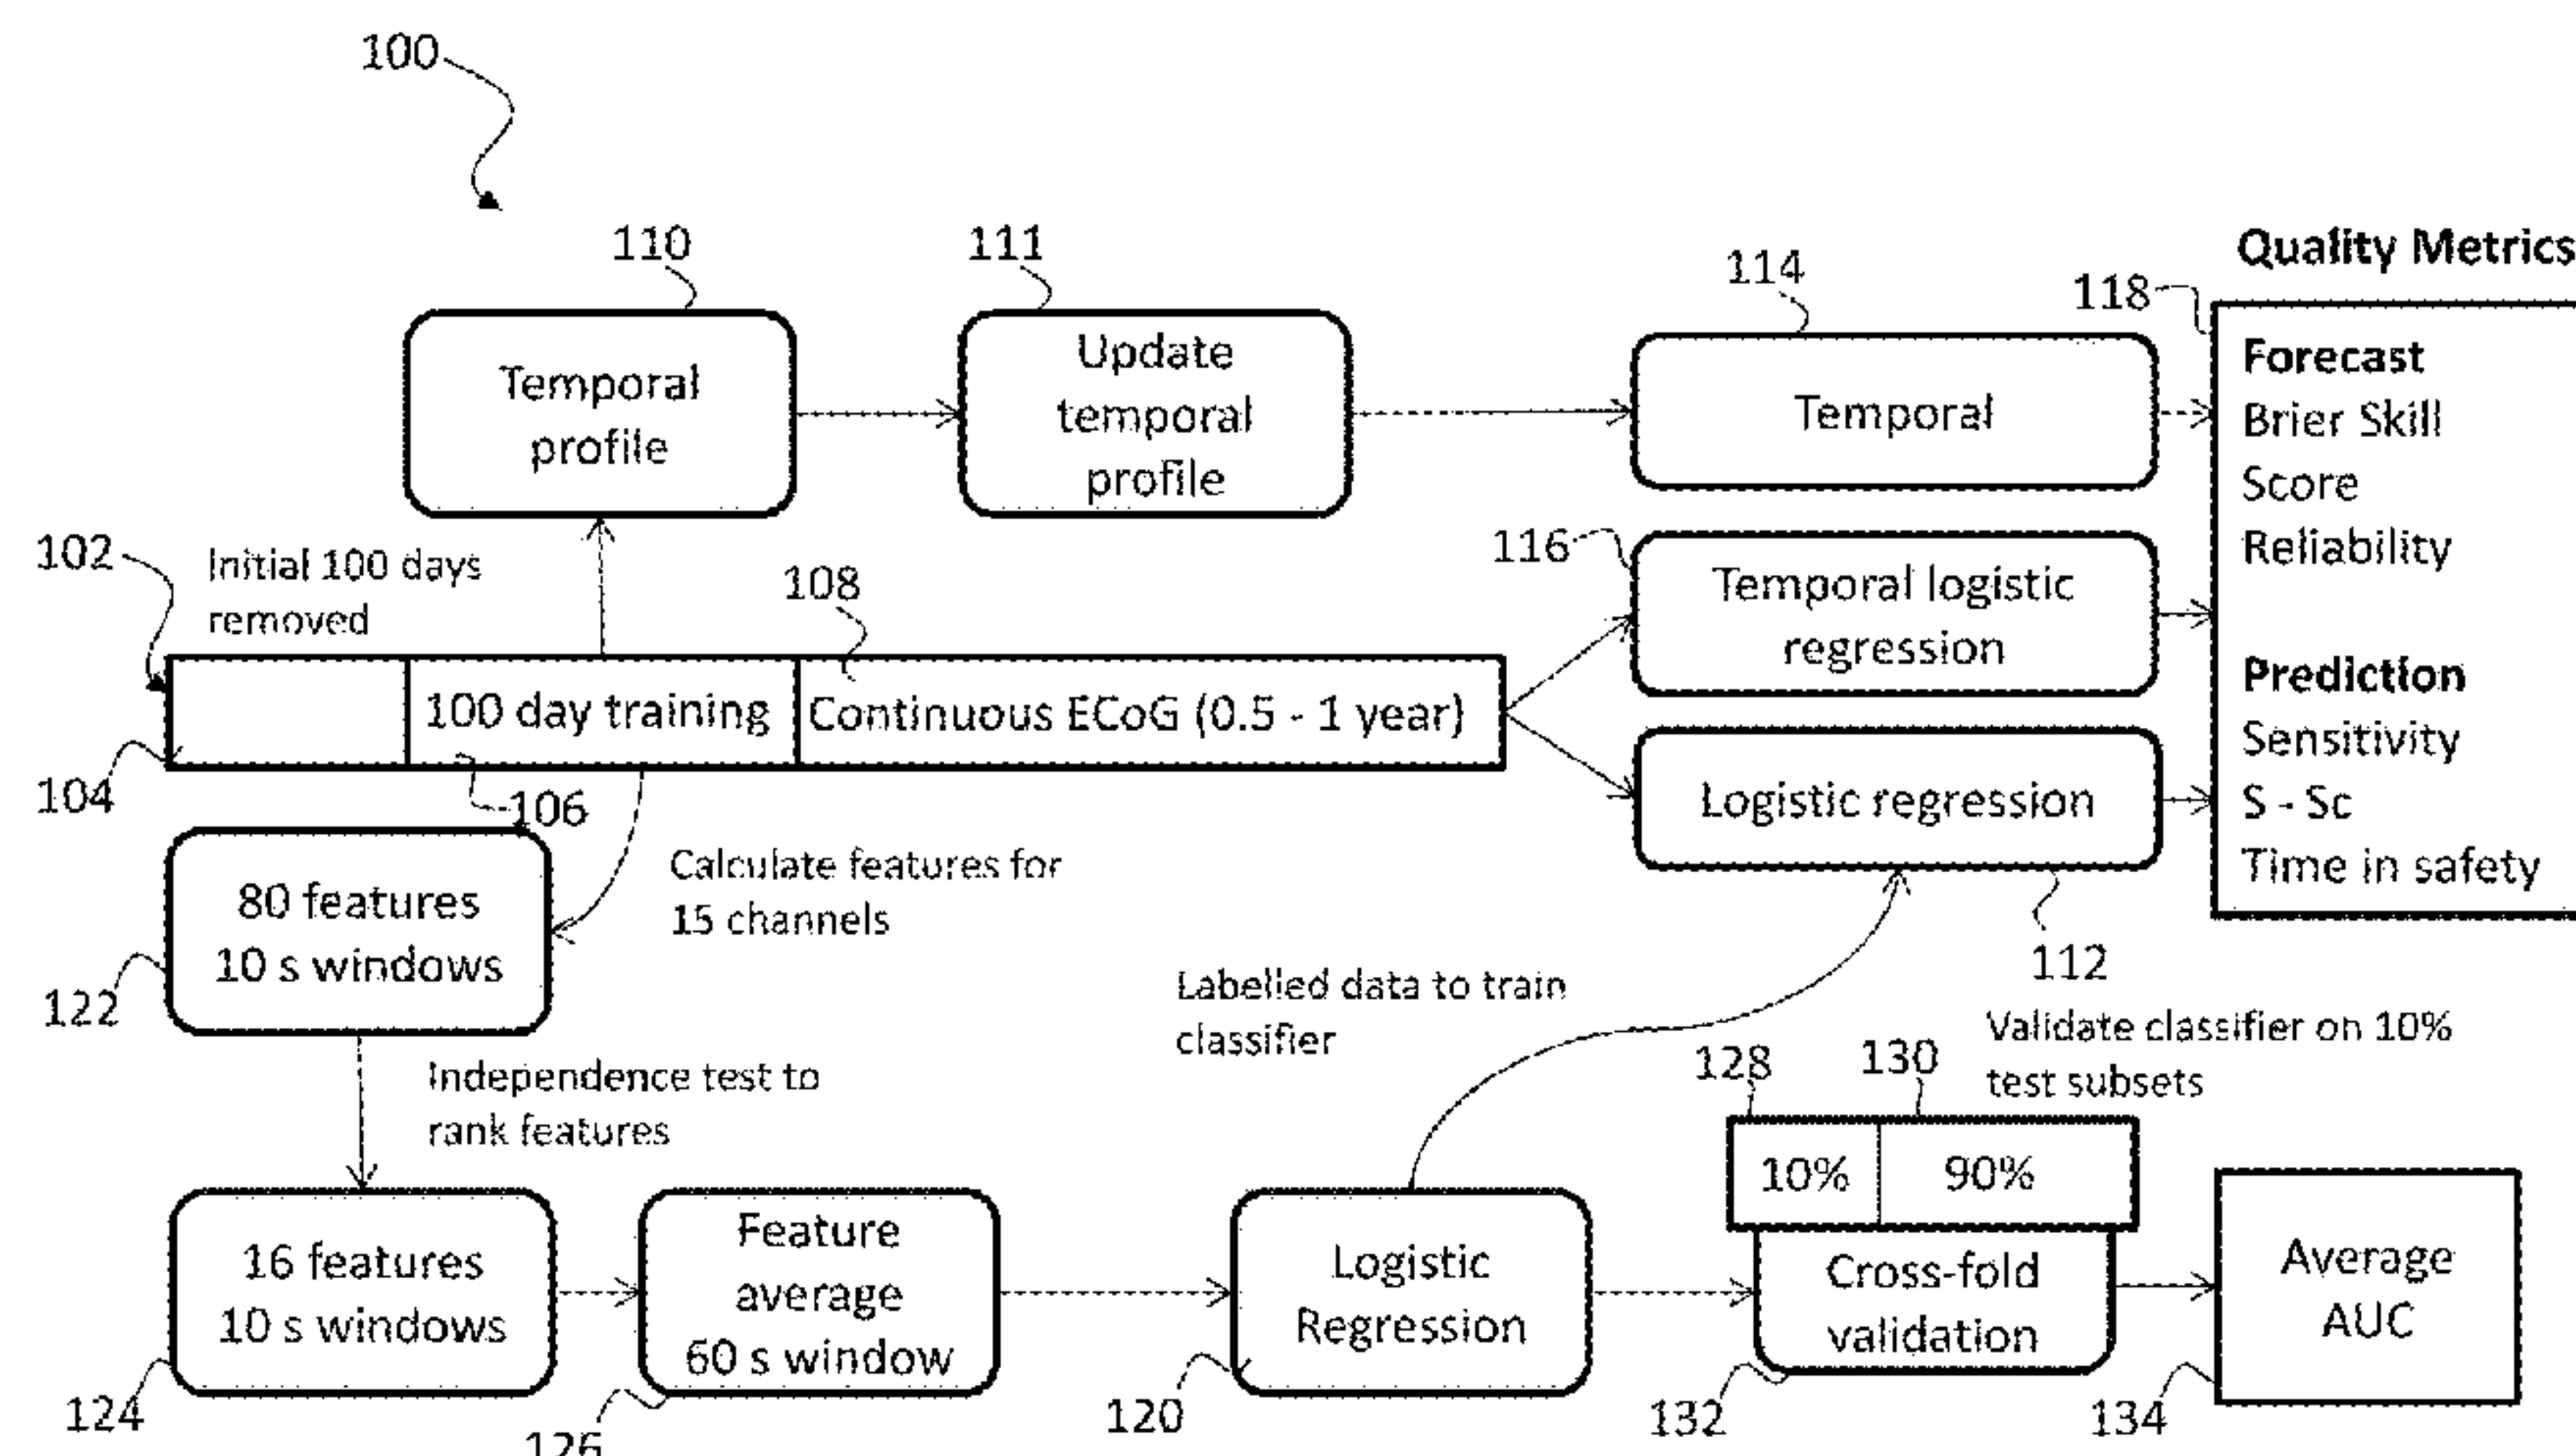 100
110
111
114
118
Quality Metrics
Temporal
profile
Update
temporal
profile
Temporal
Forecast
Brier Skill
Score
Reliability
Prediction
Sensitivity
S - Sc
Time in safety
102
Initial 100 days
removed
108
116
Temporal logistic
regression
100 day training
Continuous ECoG (0.5 - 1 year)
Logistic regression
104
106
80 features
10 s windows
Calculate features for
15 channels
122
112
Labelled data to train
classifier
Validate classifier on 10%
test subsets
128
130
Independence test to
rank features
10%
90%
16 features
10 s windows
Feature
average
60 s window
Logistic
Regression
Cross-fold
validation
Average
AUC
124
126
120
132
134